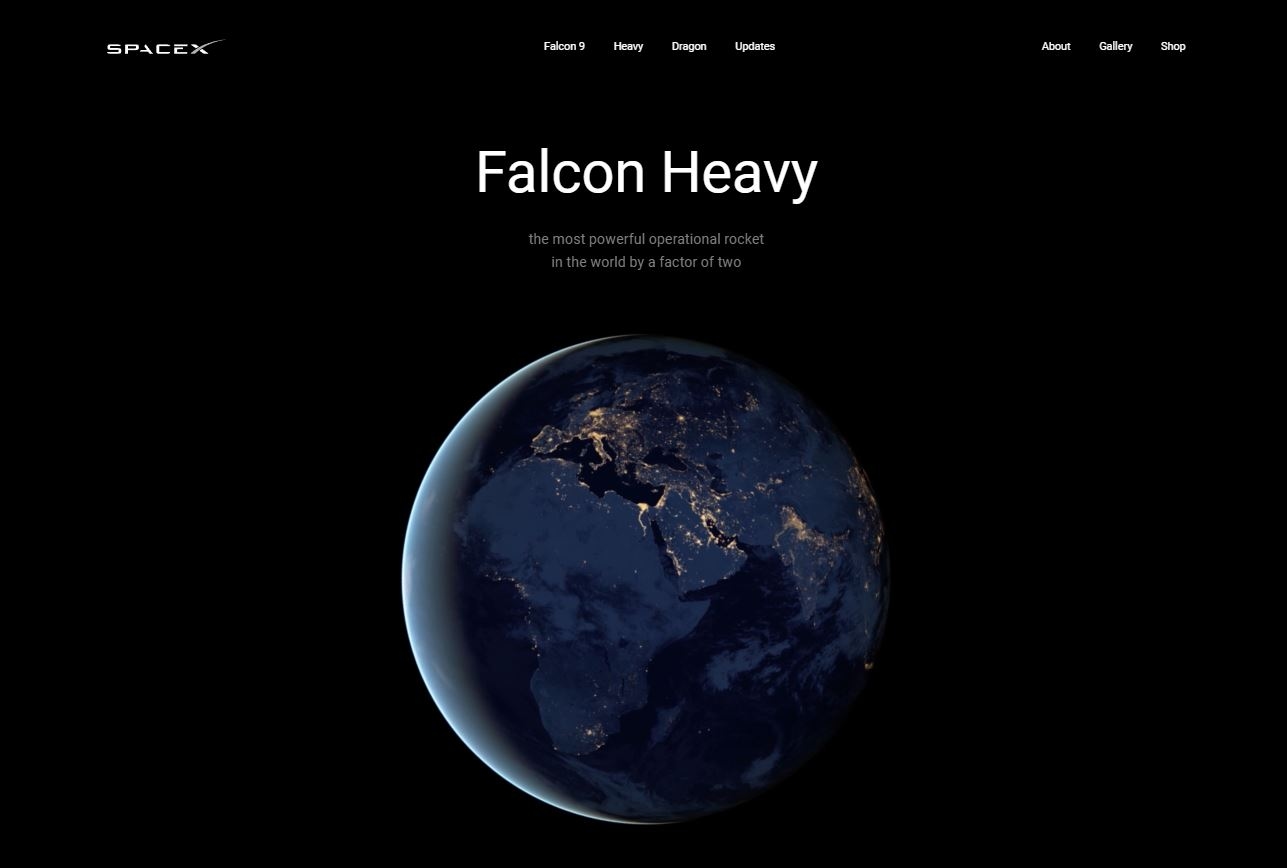 SPACEX
Falcon 9 Heavy Dragon Updates
About Gallery Shop
Falcon Heavy
the most powerful operational rocket
in the world by a factor of two